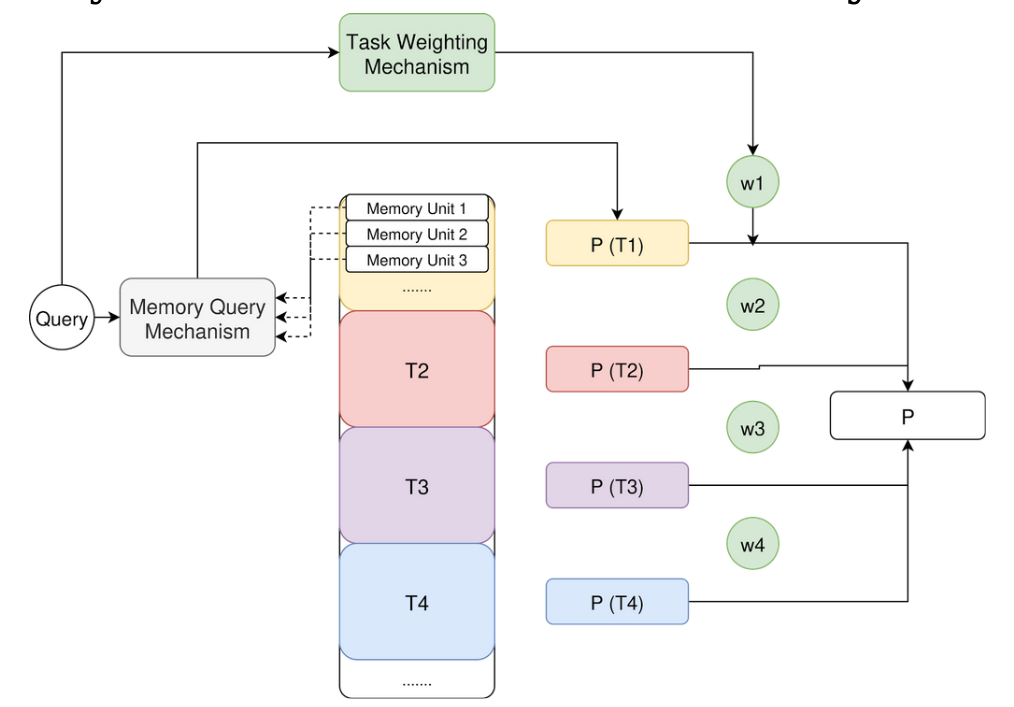 Task Weighting
Mechanism
w1
Memory Unit 1
Memory Unit 2
Memory Unit 3
.......
P (T1)
Query
Memory Query
Mechanism
w2
T2
P (T2)
P
w3
T3
P (T3)
w4
T4
P (T4)
.......